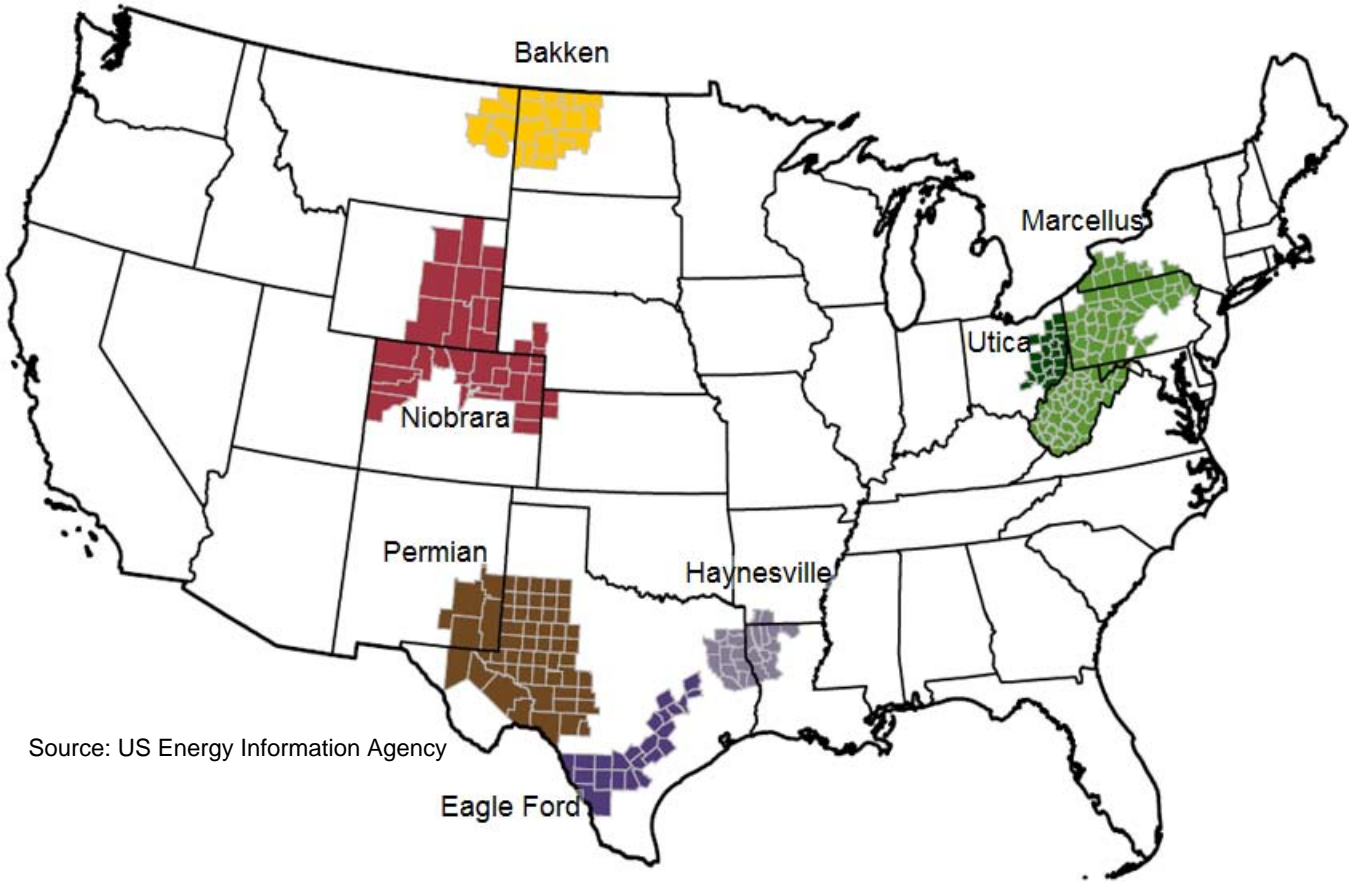 Bakken
Marcellus
Utica
Niobrara
Permian
Haynesville
Source: US Energy Information Agency
Eagle Ford